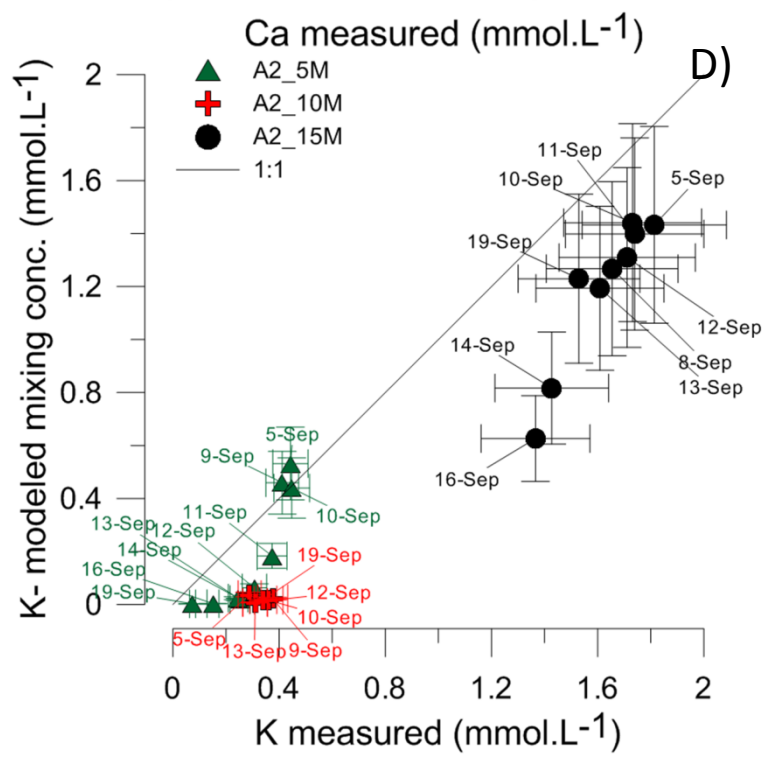 Ca measured (mmol.L-1)
D)
K- modeled mixing conc. (mmol.L-1)
A2_5M
A2_10M
A2_15M
1:1
2
1.6
1.2
0.8
0.4
0
11-Sep
10-Sep
5-Sep
19-Sep
12-Sep
8-Sep
13-Sep
14-Sep
16-Sep
5-Sep
9-Sep
10-Sep
11-Sep
13-Sep
12-Sep
14-Sep
16-Sep
19-Sep
19-Sep
12-Sep
10-Sep
5-Sep
13-Sep
9-Sep
0
0.4
0.8
1.2
1.6
2
K measured (mmol.L-1)